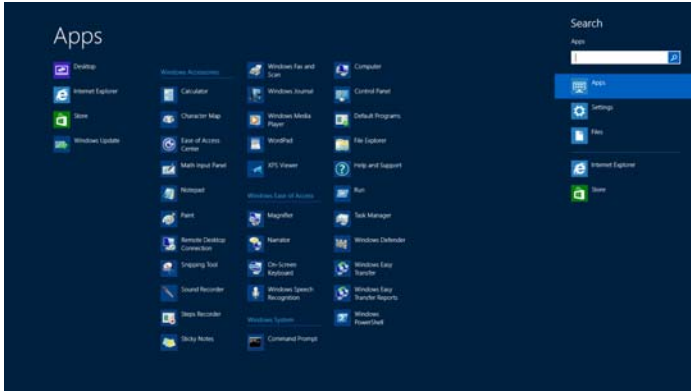 Apps
Desktop
Internet Explorer
Store
Windows Update
Windows Accessories
Calculator
Character Map
Ease of Access
Center
Math Input Panel
Notepad
Paint
Remote Desktop
Connection
Snipping Tool
Sound Recorder
Steps Recorder
Sticky Notes
Windows Fax and
Scan
Windows Journal
Windows Media
Player
WordPad
XPS Viewer
Windows Ease of Access
Magnifier
Narrator
On-Screen
Keyboard
Windows Speech
Recognition
Windows System
Command Prompt
Computer
Control Panel
Default Programs
File Explorer
Help and Support
Run
Task Manager
Windows Defender
Windows Easy
Transfer
Windows Easy
Transfer Reports
Windows
PowerShell
Search
Apps
Apps
Settings
Files
Internet Explorer
Store